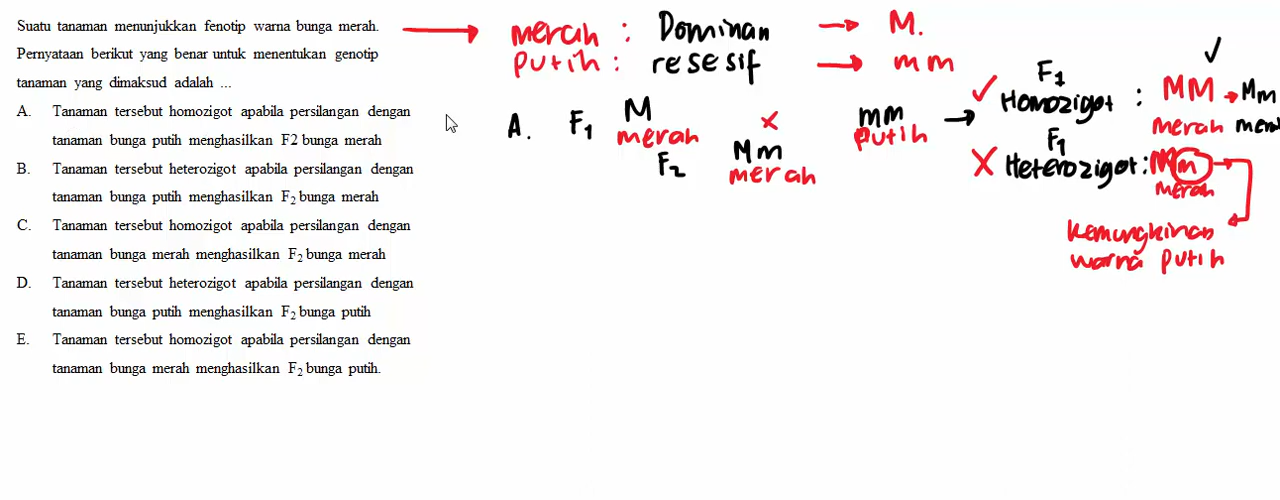 Suatu tanaman menunjukkan fenotip warna bunga merah.
Pernyataan berikut yang benar untuk menentukan genotip
tanaman yang dimaksud adalah ...
A. Tanaman tersebut homozigot apabila persilangan dengan
tanaman bunga putih menghasilkan F2 bunga merah
B. Tanaman tersebut heterozigot apabila persilangan dengan
tanaman bunga putih menghasilkan F2 bunga merah
C. Tanaman tersebut homozigot apabila persilangan dengan
tanaman bunga merah menghasilkan F2 bunga merah
D. Tanaman tersebut heterozigot apabila persilangan dengan
tanaman bunga putih menghasilkan F2 bunga putih
E. Tanaman tersebut homozigot apabila persilangan dengan
tanaman bunga merah menghasilkan F2 bunga putih.
merah : Dominan → M.
putih : resesif → mm
A. F1 M × mm →
merah putih
F2 Mm
merah
✓
F1
✓ Homozigot : MM → Mm
merah
F1
X Heterozigot : Mm
merah
Kemungkinan
warna putih